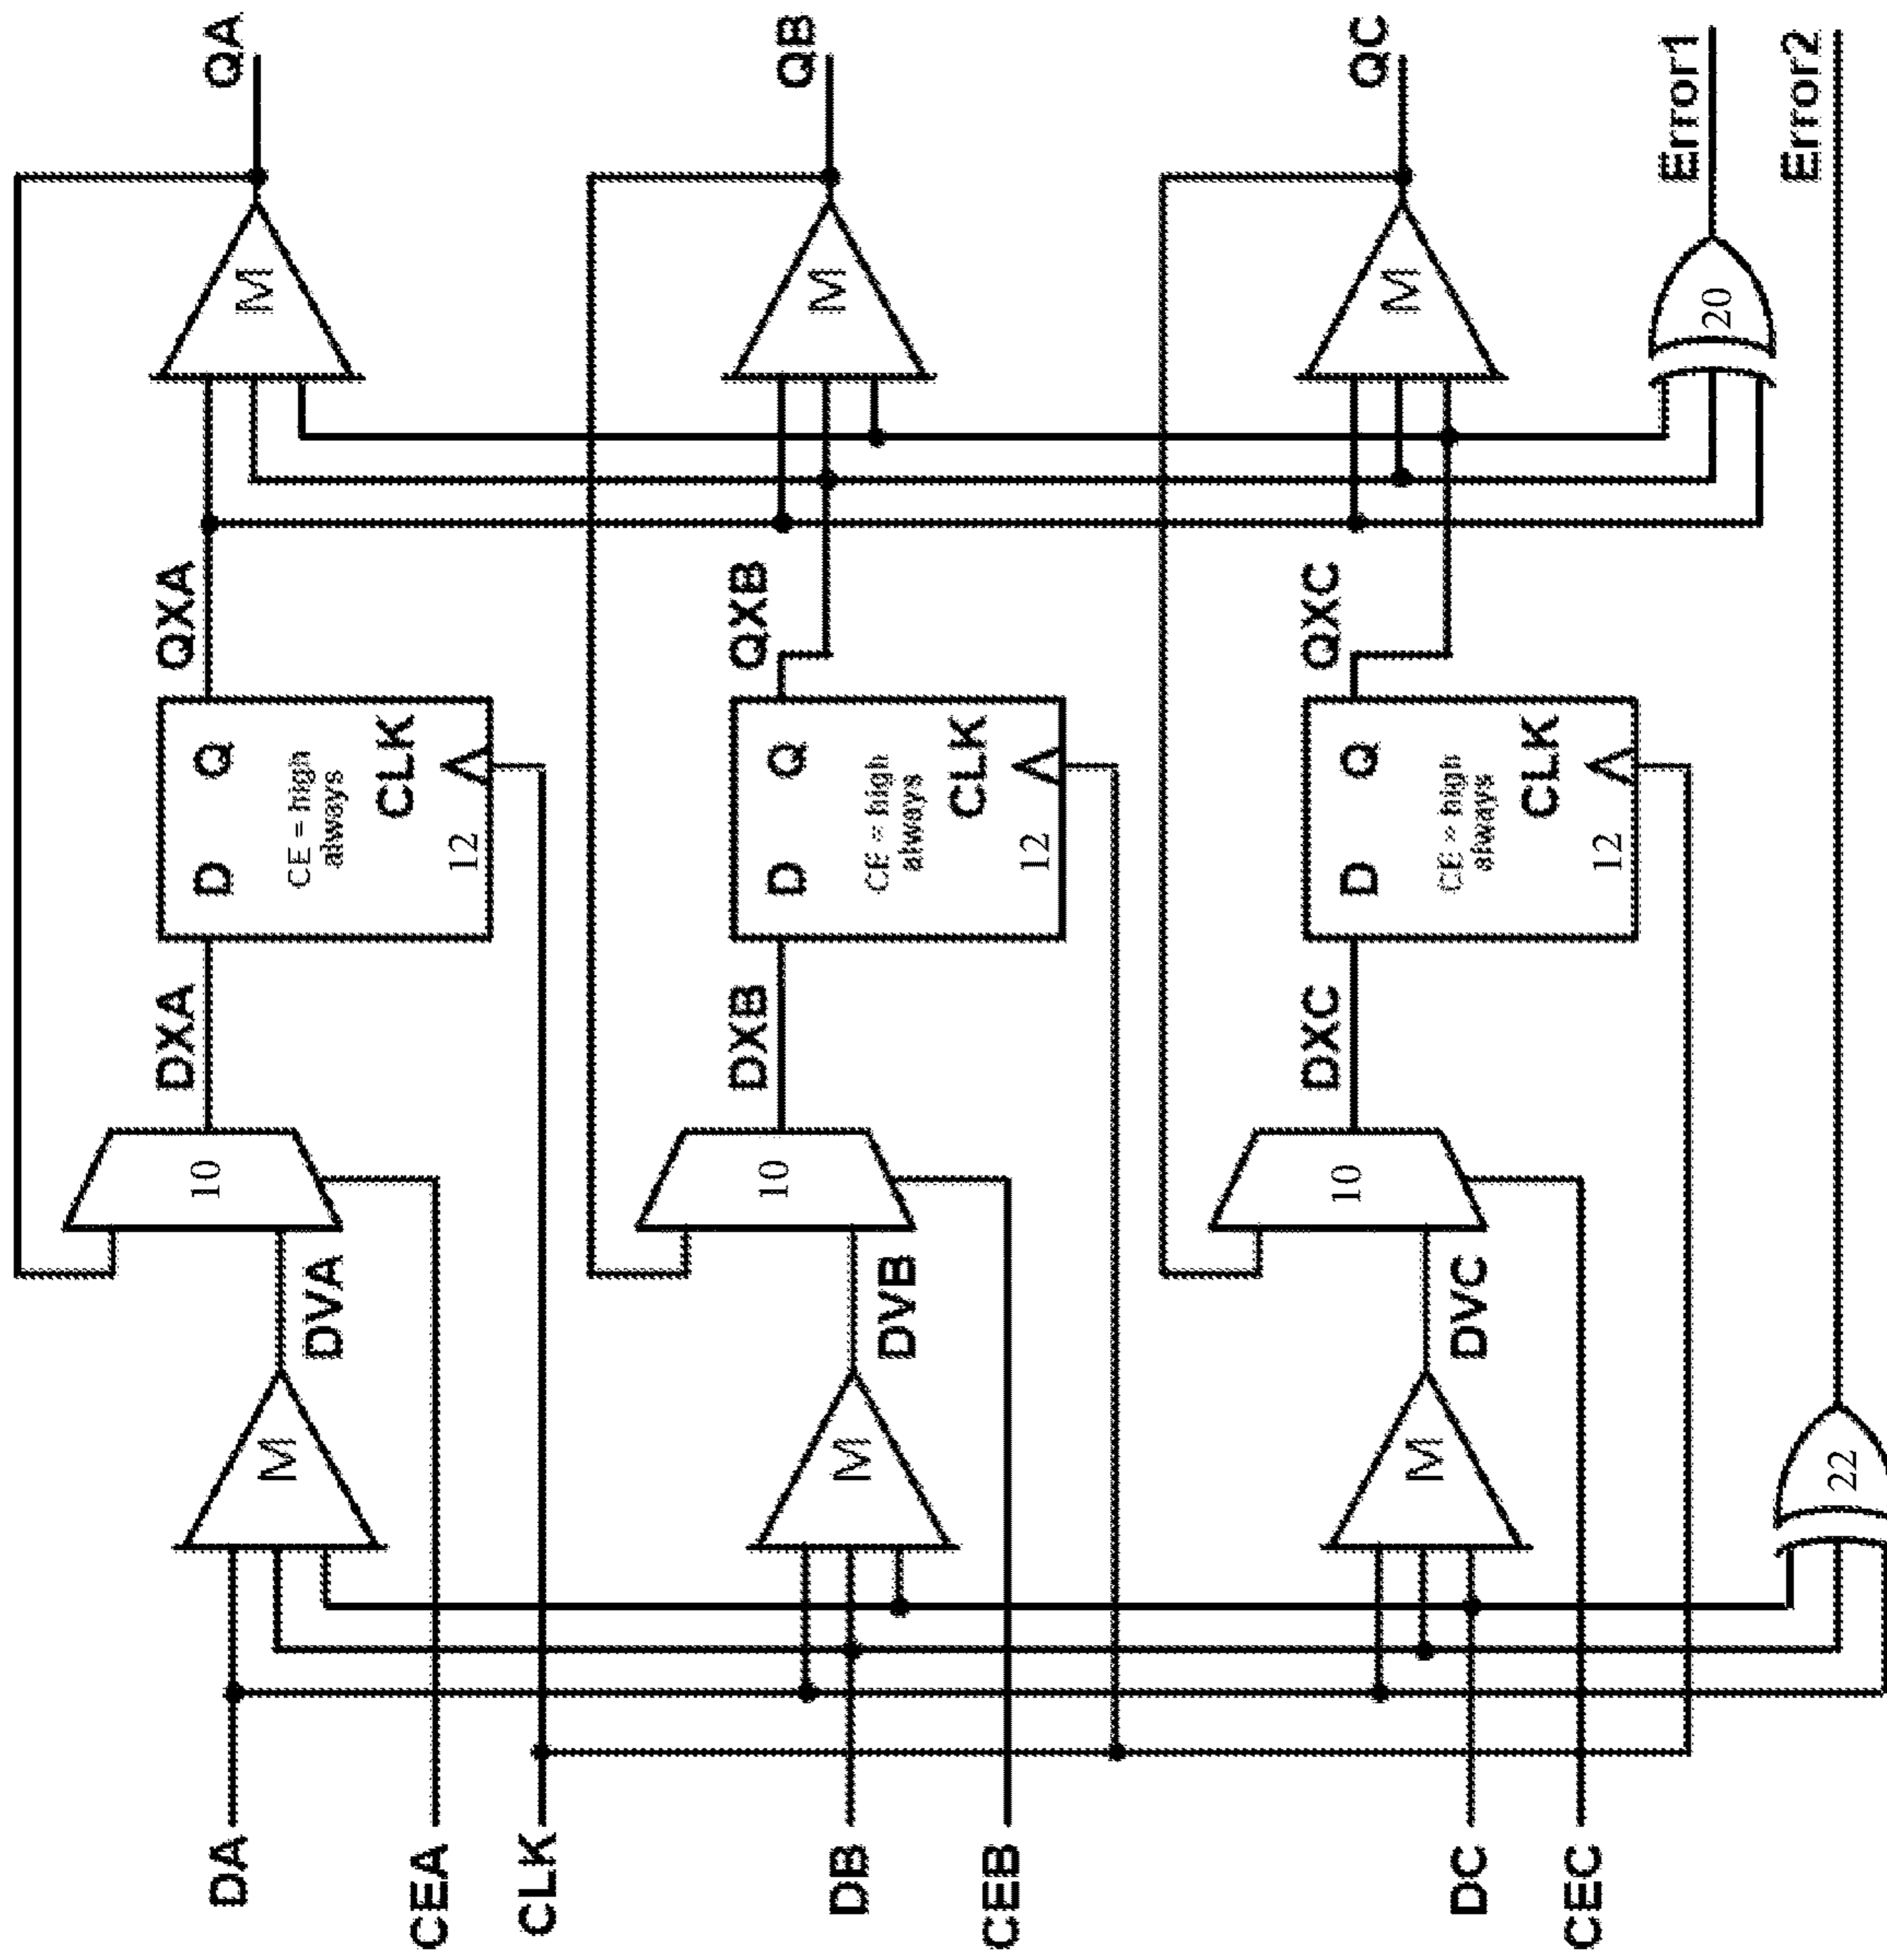 QA
M
QXA
Q
D
CE = high
always
CLK
12
DXA
10
DVA
M
DA
CEA
CLK
QB
M
QXB
Q
D
CE = high
always
CLK
12
DXB
10
DVB
M
DB
CEB
QC
M
QXC
Q
D
CE = high
always
CLK
12
DXC
10
DVC
M
DC
CEC
Error1
20
Error2
22